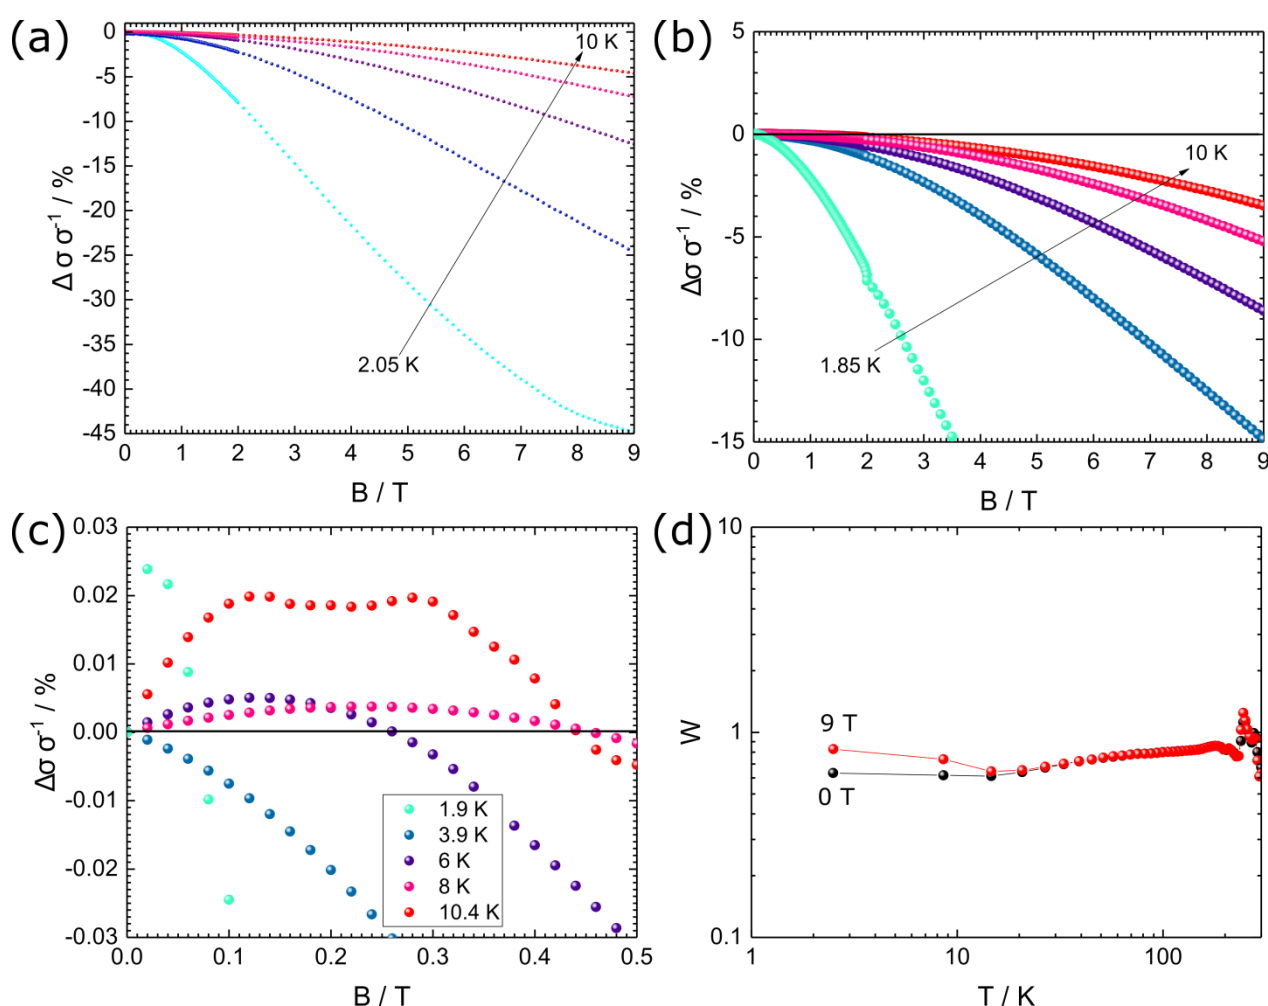 (a)
0
-5
-10
-15
-20
-25
-30
-35
-40
-45
Δσ σ⁻¹ / %
10 K
2.05 K
0 1 2 3 4 5 6 7 8 9
B / T
(b)
5
0
-5
-10
-15
Δσ σ⁻¹ / %
10 K
1.85 K
0 1 2 3 4 5 6 7 8 9
B / T
(c)
0.03
0.02
0.01
0.00
-0.01
-0.02
-0.03
Δσ σ⁻¹ / %
1.9 K
3.9 K
6 K
8 K
10.4 K
0.0 0.1 0.2 0.3 0.4 0.5
B / T
(d)
10
1
0.1
W
9 T
0 T
1 10 100
T / K